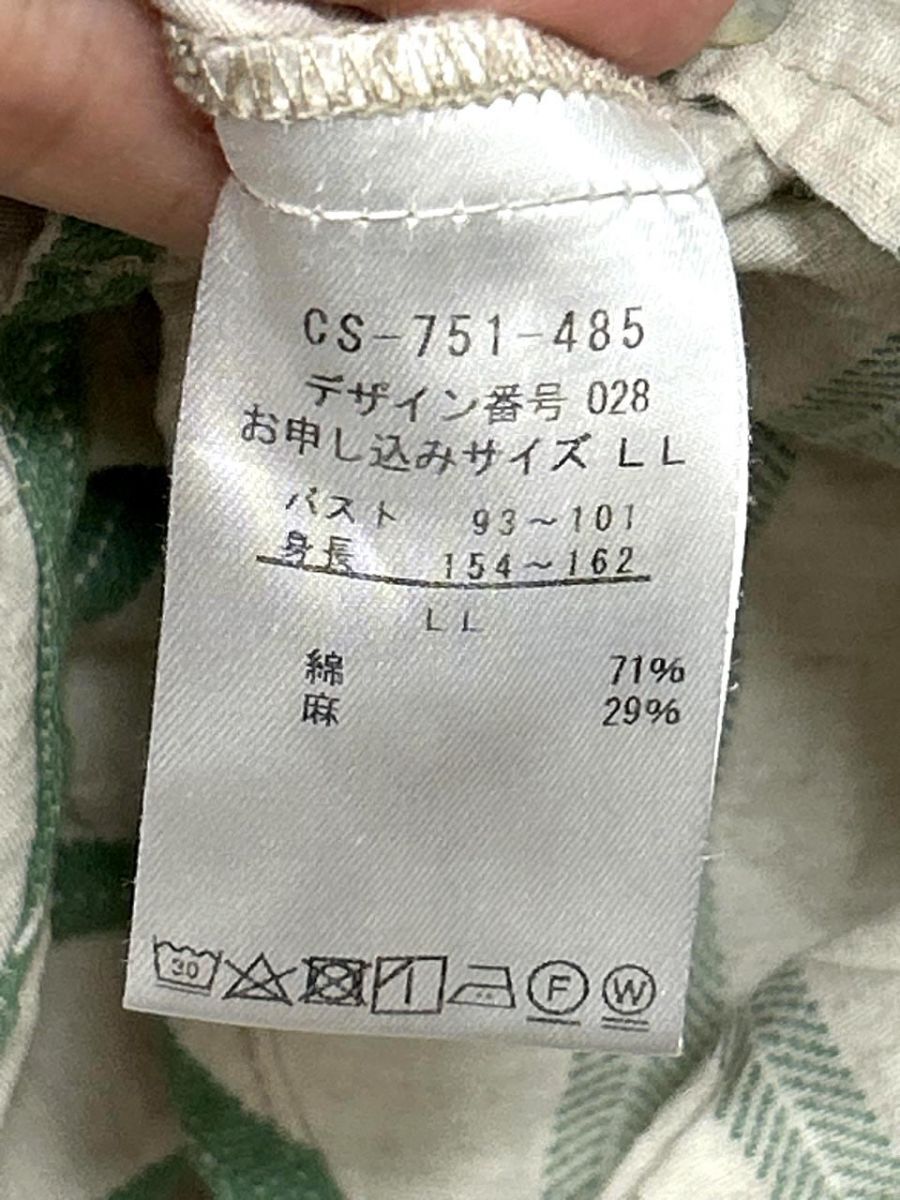 CS-751-485
デザイン番号 028
お申し込みサイズ LL
バスト 93～101
身長 154～162
LL
綿 71%
麻 29%
30 F W